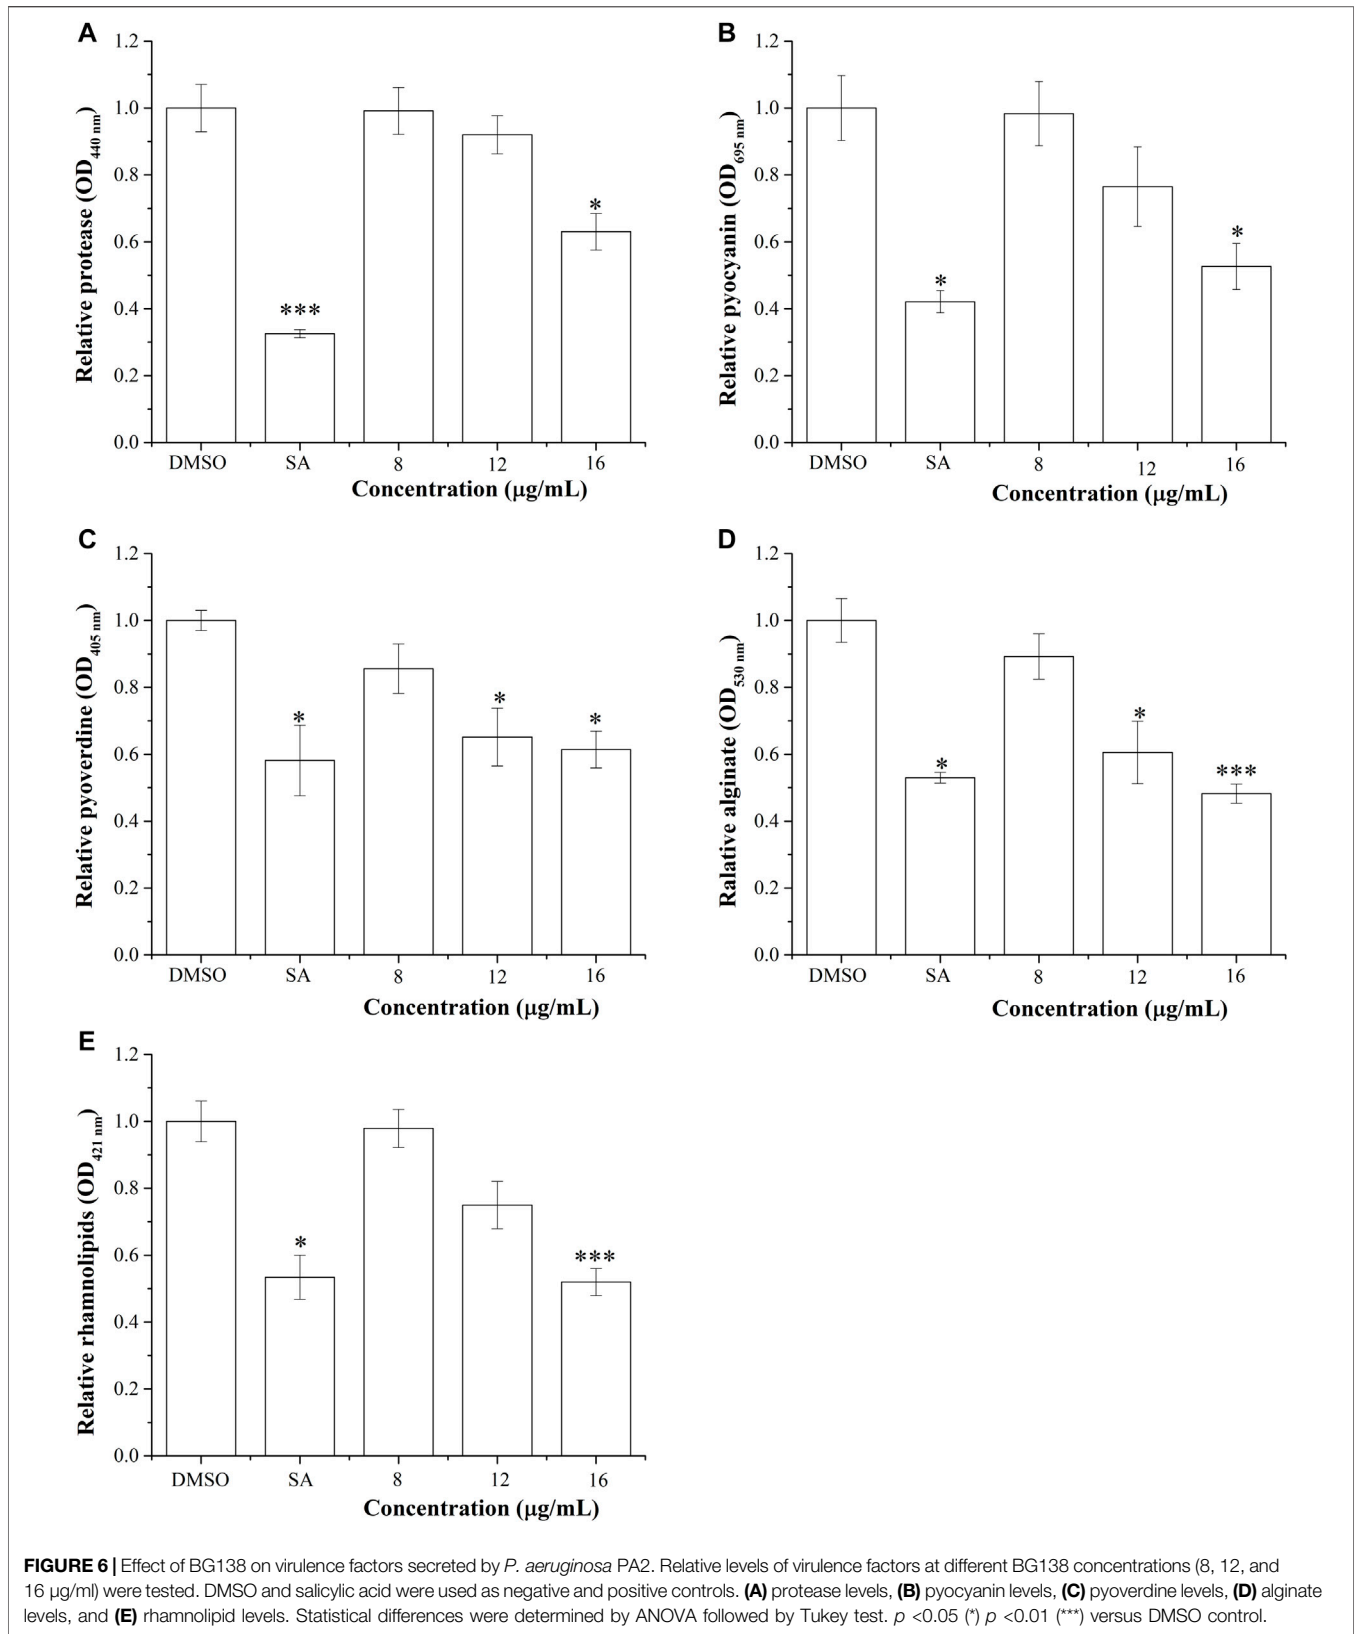 A
1.2
1.0
0.8
0.6
0.4
0.2
0.0
Relative protease (OD440 nm)
***
*
DMSO SA 8 12 16
Concentration (μg/mL)
B
1.2
1.0
0.8
0.6
0.4
0.2
0.0
Relative pyocyanin (OD695 nm)
*
*
DMSO SA 8 12 16
Concentration (μg/mL)
C
1.2
1.0
0.8
0.6
0.4
0.2
0.0
Relative pyoverdine (OD405 nm)
*
*
*
DMSO SA 8 12 16
Concentration (μg/mL)
D
1.2
1.0
0.8
0.6
0.4
0.2
0.0
Ralative alginate (OD530 nm)
*
*
***
DMSO SA 8 12 16
Concentration (μg/mL)
E
1.2
1.0
0.8
0.6
0.4
0.2
0.0
Relative rhamnolipids (OD421 nm)
*
***
DMSO SA 8 12 16
Concentration (μg/mL)
FIGURE 6 | Effect of BG138 on virulence factors secreted by P. aeruginosa PA2. Relative levels of virulence factors at different BG138 concentrations (8, 12, and
16 μg/ml) were tested. DMSO and salicylic acid were used as negative and positive controls. (A) protease levels, (B) pyocyanin levels, (C) pyoverdine levels, (D) alginate
levels, and (E) rhamnolipid levels. Statistical differences were determined by ANOVA followed by Tukey test. p <0.05 (*) p <0.01 (***) versus DMSO control.